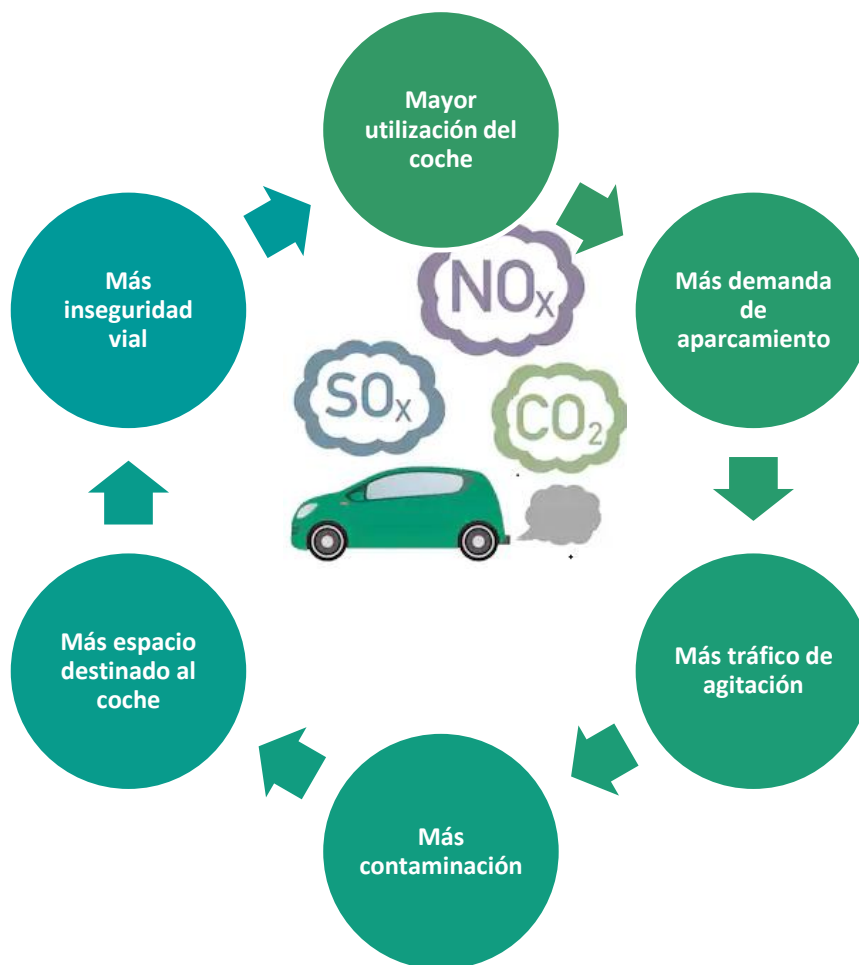 Mayor
utilización del
coche
Más demanda
de
aparcamiento
Más tráfico de
agitación
Más
contaminación
Más espacio
destinado al
coche
Más
inseguridad
vial
NOx
SOx
CO2